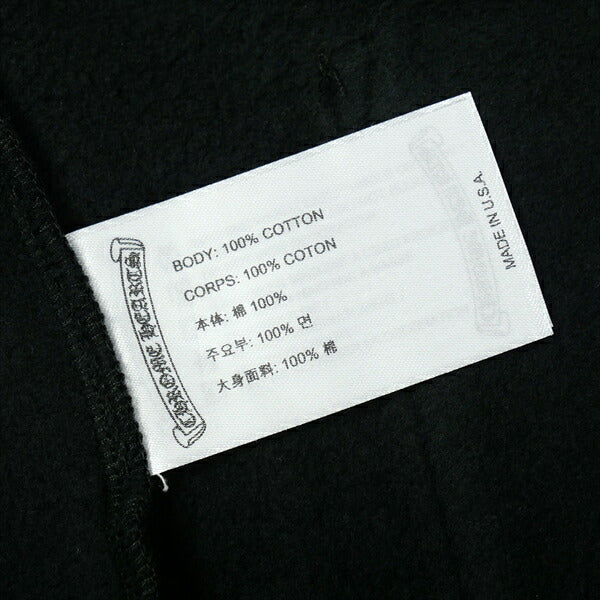 CHROME HEARTS
BODY: 100% COTTON
CORPS: 100% COTON
本体: 棉 100%
주요부: 100% 면
大身面料: 100% 棉
MADE IN U.S.A.